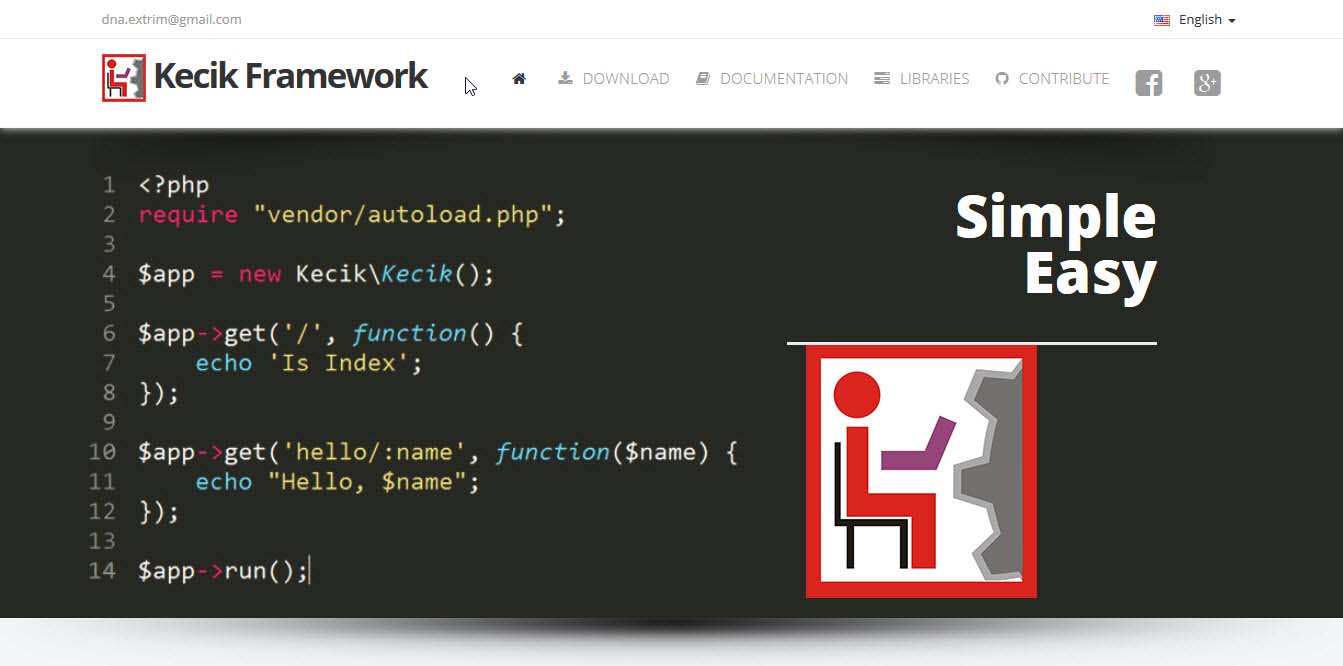 dna.extrim@gmail.com
English
Kecik Framework
DOWNLOAD
DOCUMENTATION
LIBRARIES
CONTRIBUTE
f
g+
1 <?php
2 require "vendor/autoload.php";
3
4 $app = new Kecik\Kecik();
5
6 $app->get('/', function() {
7     echo 'Is Index';
8 });
9
10 $app->get('hello/:name', function($name) {
11     echo "Hello, $name";
12 });
13
14 $app->run();
Simple
Easy